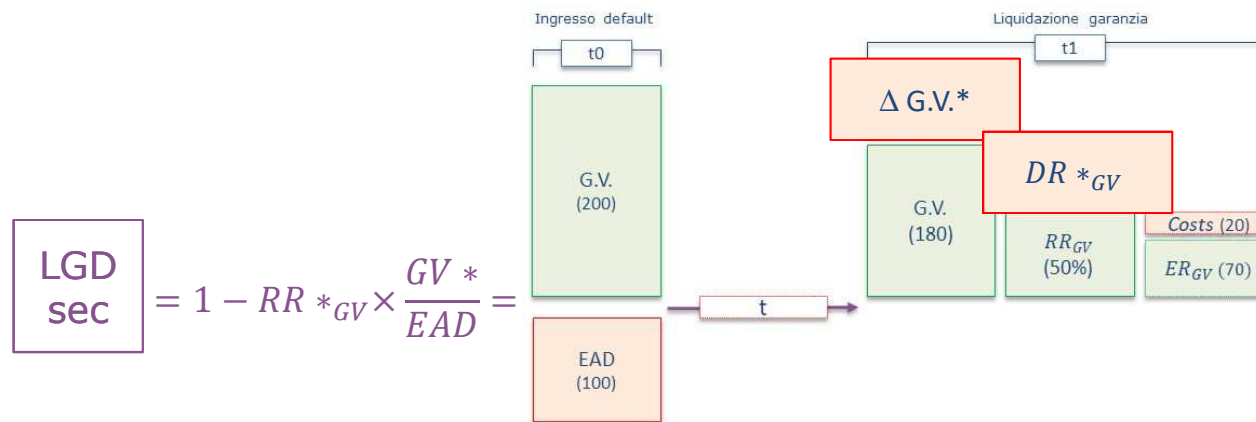 Ingresso default
t0
Liquidazione garanzia
t1
Δ G.V.*
DR *GV
G.V.
(200)
G.V.
(180)
RRGV
(50%)
Costs (20)
ERGV (70)
LGD
sec
= 1 − RR *GV × GV * / EAD =
t
EAD
(100)